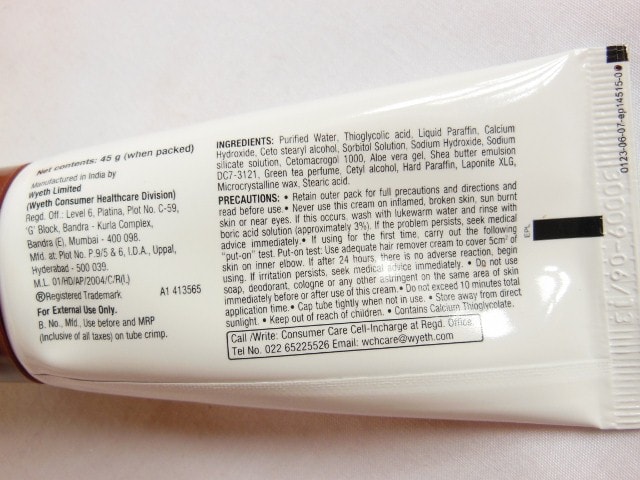 Net contents: 45 g (when packed)
Manufactured in India by
Wyeth Limited
(Wyeth Consumer Healthcare Division)
Regd. Off : Level 6, Platina, Plot No. C-59,
'G' Block, Bandra - Kurla Complex,
Bandra (E), Mumbai - 400 098.
Mfd. at. Plot No. P.9/5 & 6, I.D.A., Uppal,
Hyderabad - 500 039.
M.L. 01/HD/AP/2004/C/R(L)
®Registered Trademark A1 413565
For External Use Only.
B. No., Mfd., Use before and MRP
(Inclusive of all taxes) on tube crimp.
INGREDIENTS: Purified Water, Thioglycolic acid, Liquid Paraffin, Calcium
Hydroxide, Ceto stearyl alcohol, Sorbitol Solution, Sodium Hydroxide, Sodium
silicate solution, Cetomacrogol 1000, Aloe vera gel, Shea butter emulsion
DC7-3121, Green tea perfume, Cetyl alcohol, Hard Paraffin, Laponite XLG,
Microcrystalline wax, Stearic acid.
PRECAUTIONS: • Retain outer pack for full precautions and directions and
read before use.• Never use this cream on inflamed, broken skin, sun burnt
skin or near eyes. If this occurs, wash with lukewarm water and rinse with
boric acid solution (approximately 3%). If the problem persists, seek medical
advice immediately.• If using for the first time, carry out the following
"put-on" test. Put-on test: Use adequate hair remover cream to cover 5cm² of
skin on inner elbow. If after 24 hours, there is no adverse reaction, begin
using. If irritation persists, seek medical advice immediately. • Do not use
soap, deodorant, cologne or any other astringent on the same area of skin
immediately before or after use of this cream.• Do not exceed 10 minutes total
application time.• Cap tube tightly when not in use. • Store away from direct
sunlight. • Keep out of reach of children. • Contains Calcium Thioglycolate.
Call /Write: Consumer Care Cell-Incharge at Regd. Office
Tel No. 022 65225526 Email: wchcare@wyeth.com
EPL
0123-06-07-ap14515-0